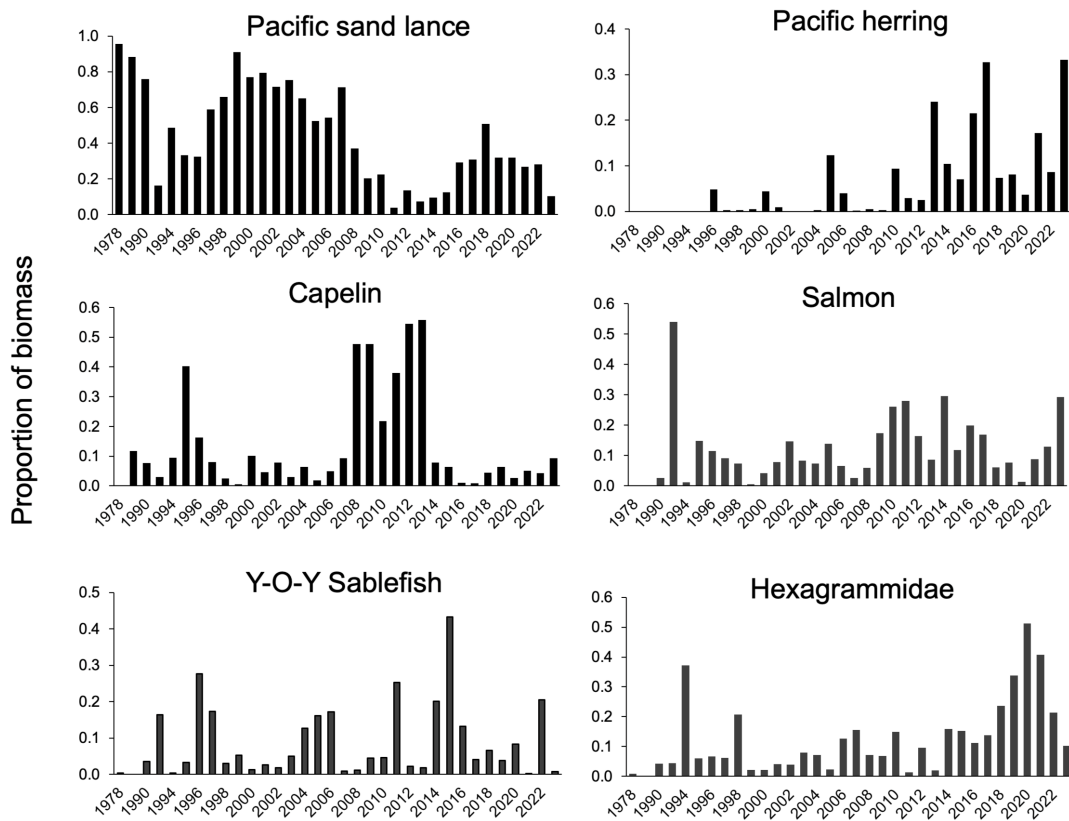 Proportion of biomass
Pacific sand lance
1.0
0.8
0.6
0.4
0.2
0.0
1978 1990 1994 1996 1998 2000 2002 2004 2006 2008 2010 2012 2014 2016 2018 2020 2022
Pacific herring
0.4
0.3
0.2
0.1
0.0
1978 1990 1994 1996 1998 2000 2002 2004 2006 2008 2010 2012 2014 2016 2018 2020 2022
Capelin
0.6
0.5
0.4
0.3
0.2
0.1
0.0
1978 1990 1994 1996 1998 2000 2002 2004 2006 2008 2010 2012 2014 2016 2018 2020 2022
Salmon
0.6
0.5
0.4
0.3
0.2
0.1
0.0
1978 1990 1994 1996 1998 2000 2002 2004 2006 2008 2010 2012 2014 2016 2018 2020 2022
Y-O-Y Sablefish
0.5
0.4
0.3
0.2
0.1
0.0
1978 1990 1994 1996 1998 2000 2002 2004 2006 2008 2010 2012 2014 2016 2018 2020 2022
Hexagrammidae
0.6
0.5
0.4
0.3
0.2
0.1
0.0
1978 1990 1994 1996 1998 2000 2002 2004 2006 2008 2010 2012 2014 2016 2018 2020 2022